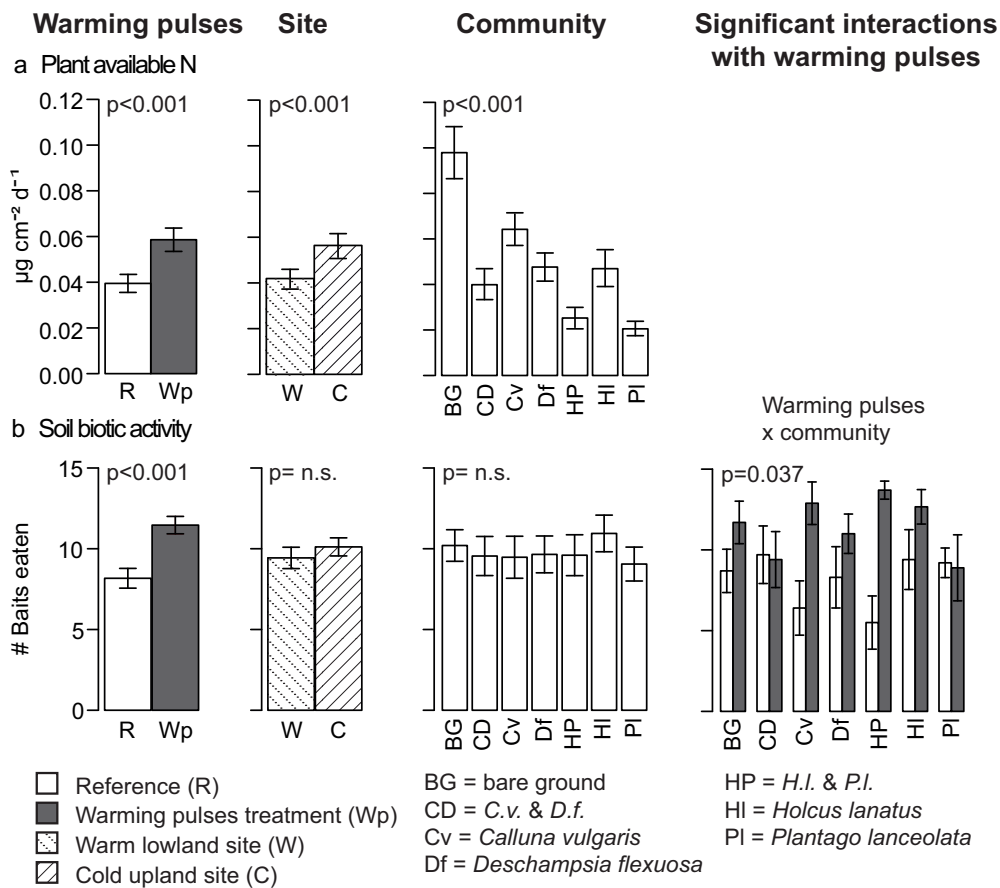 Warming pulses Site Community Significant interactions
with warming pulses
a Plant available N
µg cm⁻² d⁻¹
0.12
0.10
0.08
0.06
0.04
0.02
0.00
p<0.001
R Wp
p<0.001
W C
p<0.001
BG CD Cv Df HP Hl Pl
b Soil biotic activity
# Baits eaten
15
10
5
0
p<0.001
R Wp
p= n.s.
W C
p= n.s.
BG CD Cv Df HP Hl Pl
Warming pulses
x community
p=0.037
BG CD Cv Df HP Hl Pl
Reference (R)
Warming pulses treatment (Wp)
Warm lowland site (W)
Cold upland site (C)
BG = bare ground
CD = C.v. & D.f.
Cv = Calluna vulgaris
Df = Deschampsia flexuosa
HP = H.l. & P.l.
Hl = Holcus lanatus
Pl = Plantago lanceolata